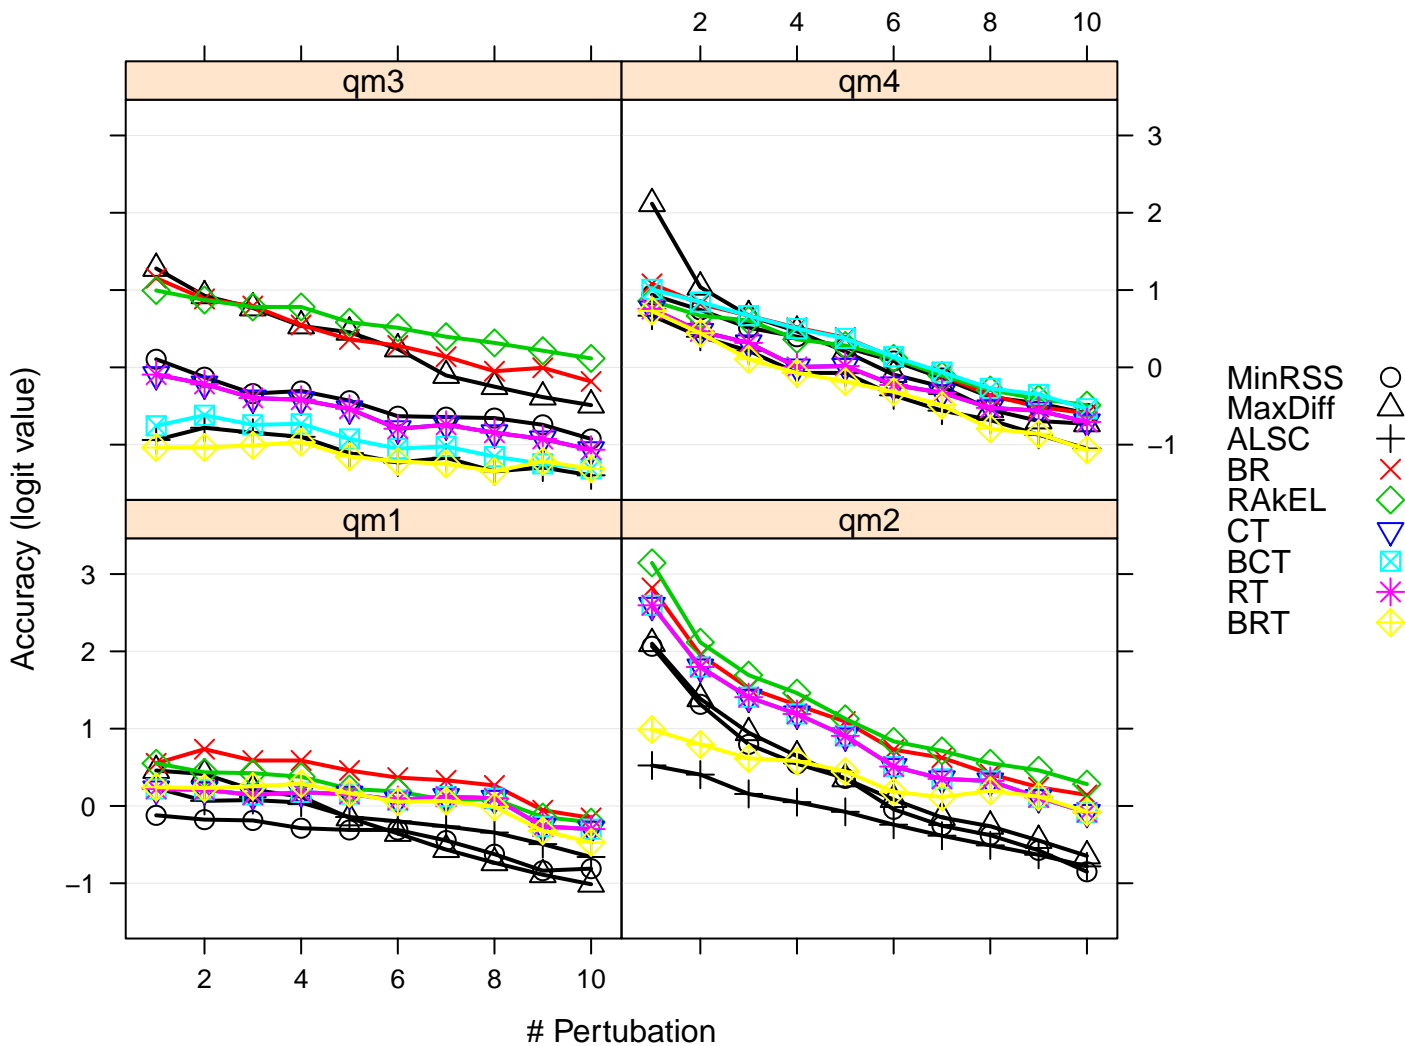 2 4 6 8 10
qm3 qm4
3
2
1
0
−1
qm1 qm2
3
2
1
0
−1
2 4 6 8 10
# Pertubation
Accuracy (logit value)
MinRSS
MaxDiff
ALSC
BR
RAkEL
CT
BCT
RT
BRT